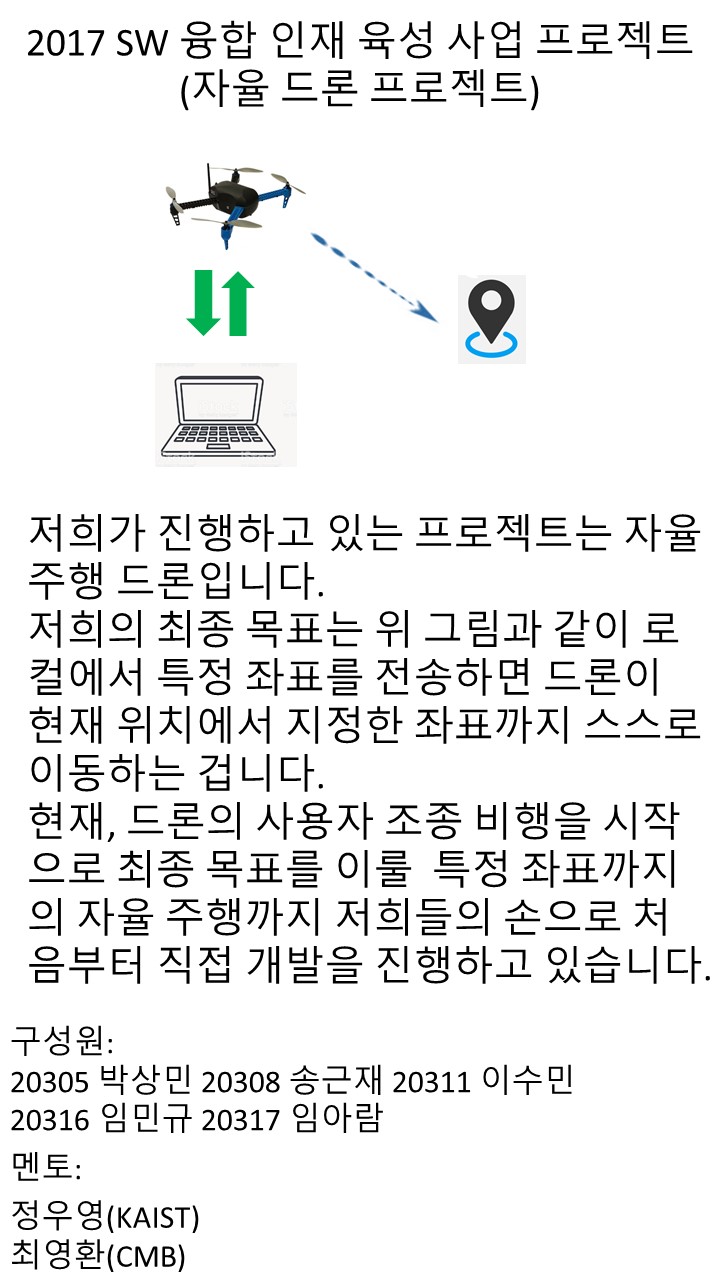 2017 SW 융합 인재 육성 사업 프로젝트
(자율 드론 프로젝트)
저희가 진행하고 있는 프로젝트는 자율
주행 드론입니다.
저희의 최종 목표는 위 그림과 같이 로
컬에서 특정 좌표를 전송하면 드론이
현재 위치에서 지정한 좌표까지 스스로
이동하는 겁니다.
현재, 드론의 사용자 조종 비행을 시작
으로 최종 목표를 이룰  특정 좌표까지
의 자율 주행까지 저희들의 손으로 처
음부터 직접 개발을 진행하고 있습니다.
구성원:
20305 박상민 20308 송근재 20311 이수민
20316 임민규 20317 임아람
멘토:
정우영(KAIST)
최영환(CMB)